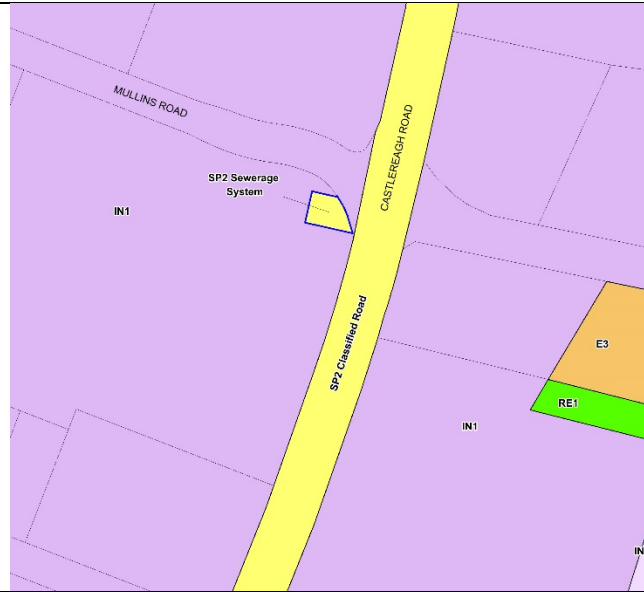 MULLINS ROAD
CASTLEREAGH ROAD
SP2 Sewerage
System
IN1
SP2 Classified Road
E3
RE1
IN1
IN